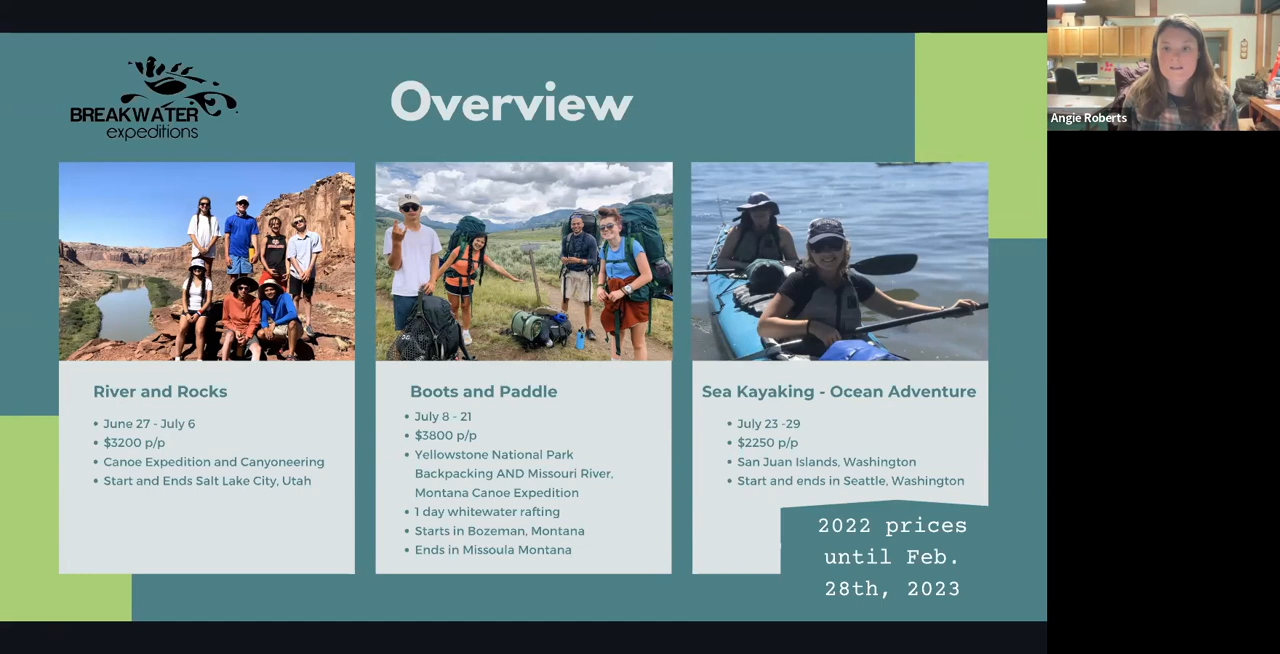 BREAKWATER
expeditions
Overview
Angie Roberts
River and Rocks
• June 27 - July 6
• $3200 p/p
• Canoe Expedition and Canyoneering
• Start and Ends Salt Lake City, Utah
Boots and Paddle
• July 8 - 21
• $3800 p/p
• Yellowstone National Park
Backpacking AND Missouri River,
Montana Canoe Expedition
• 1 day whitewater rafting
• Starts in Bozeman, Montana
• Ends in Missoula Montana
Sea Kayaking - Ocean Adventure
• July 23 -29
• $2250 p/p
• San Juan Islands, Washington
• Start and ends in Seattle, Washington
2022 prices
until Feb.
28th, 2023